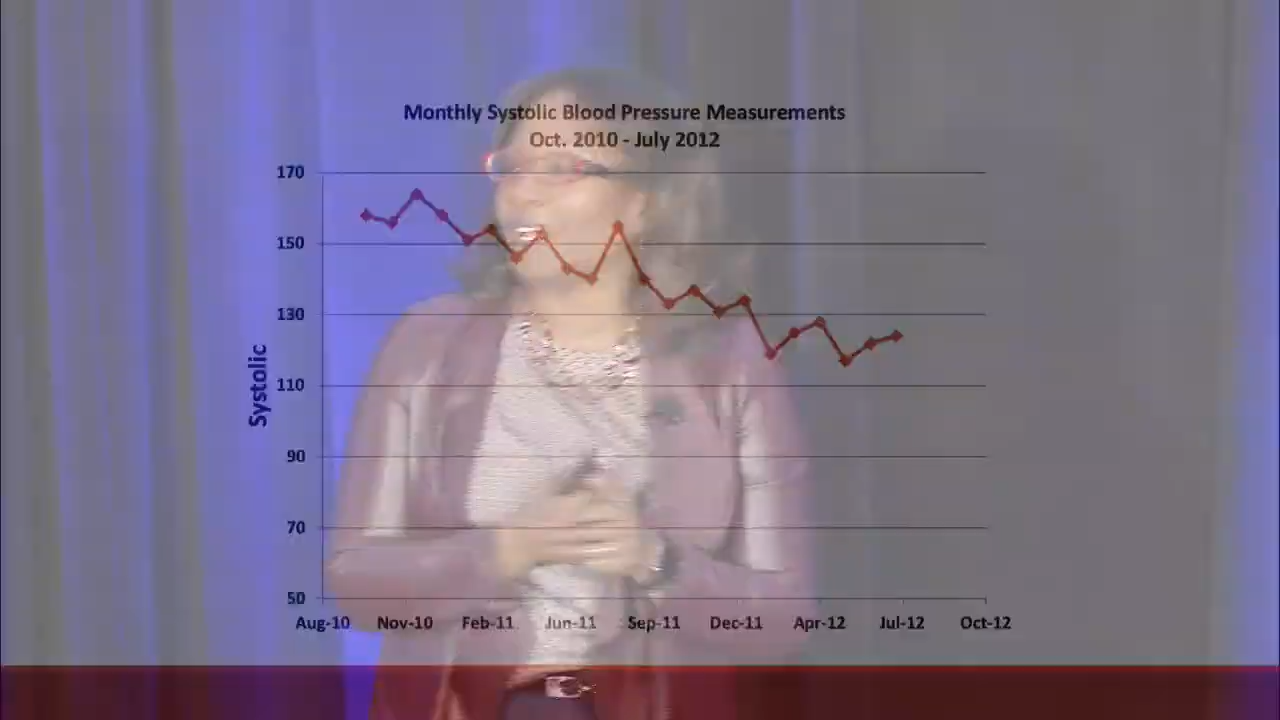 Monthly Systolic Blood Pressure Measurements
Oct. 2010 - July 2012
170
150
130
110
90
70
50
Systolic
Aug-10 Nov-10 Feb-11 Jun-11 Sep-11 Dec-11 Apr-12 Jul-12 Oct-12